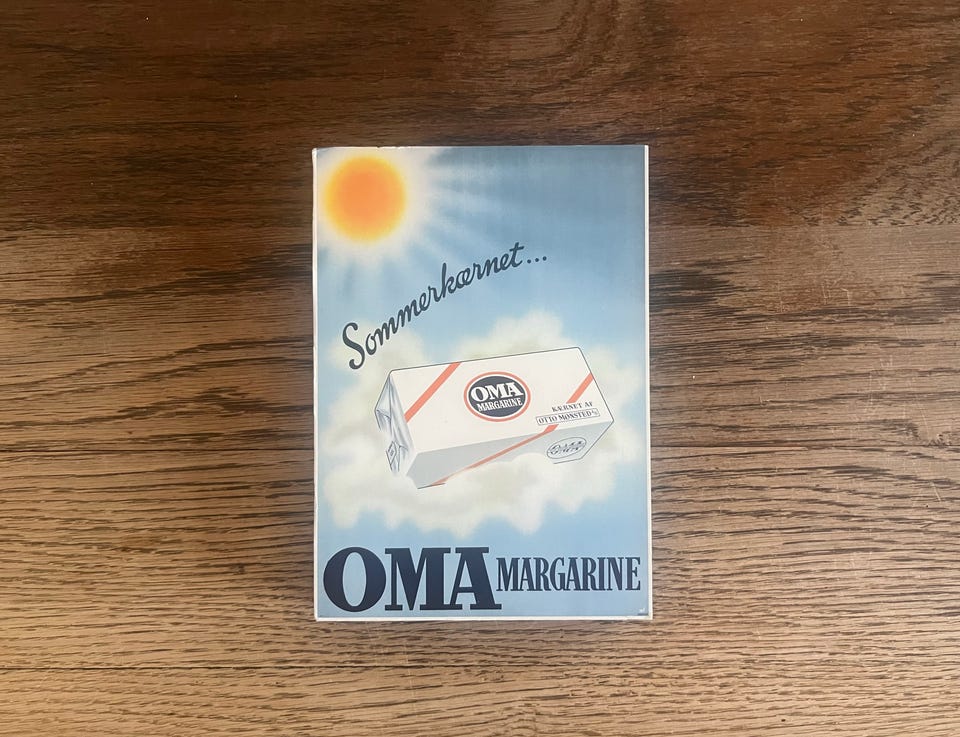 Sommerkærnet...
OMA
MARGARINE
KÆRNET AF
OTTO MØNSTED A/S
OMA MARGARINE